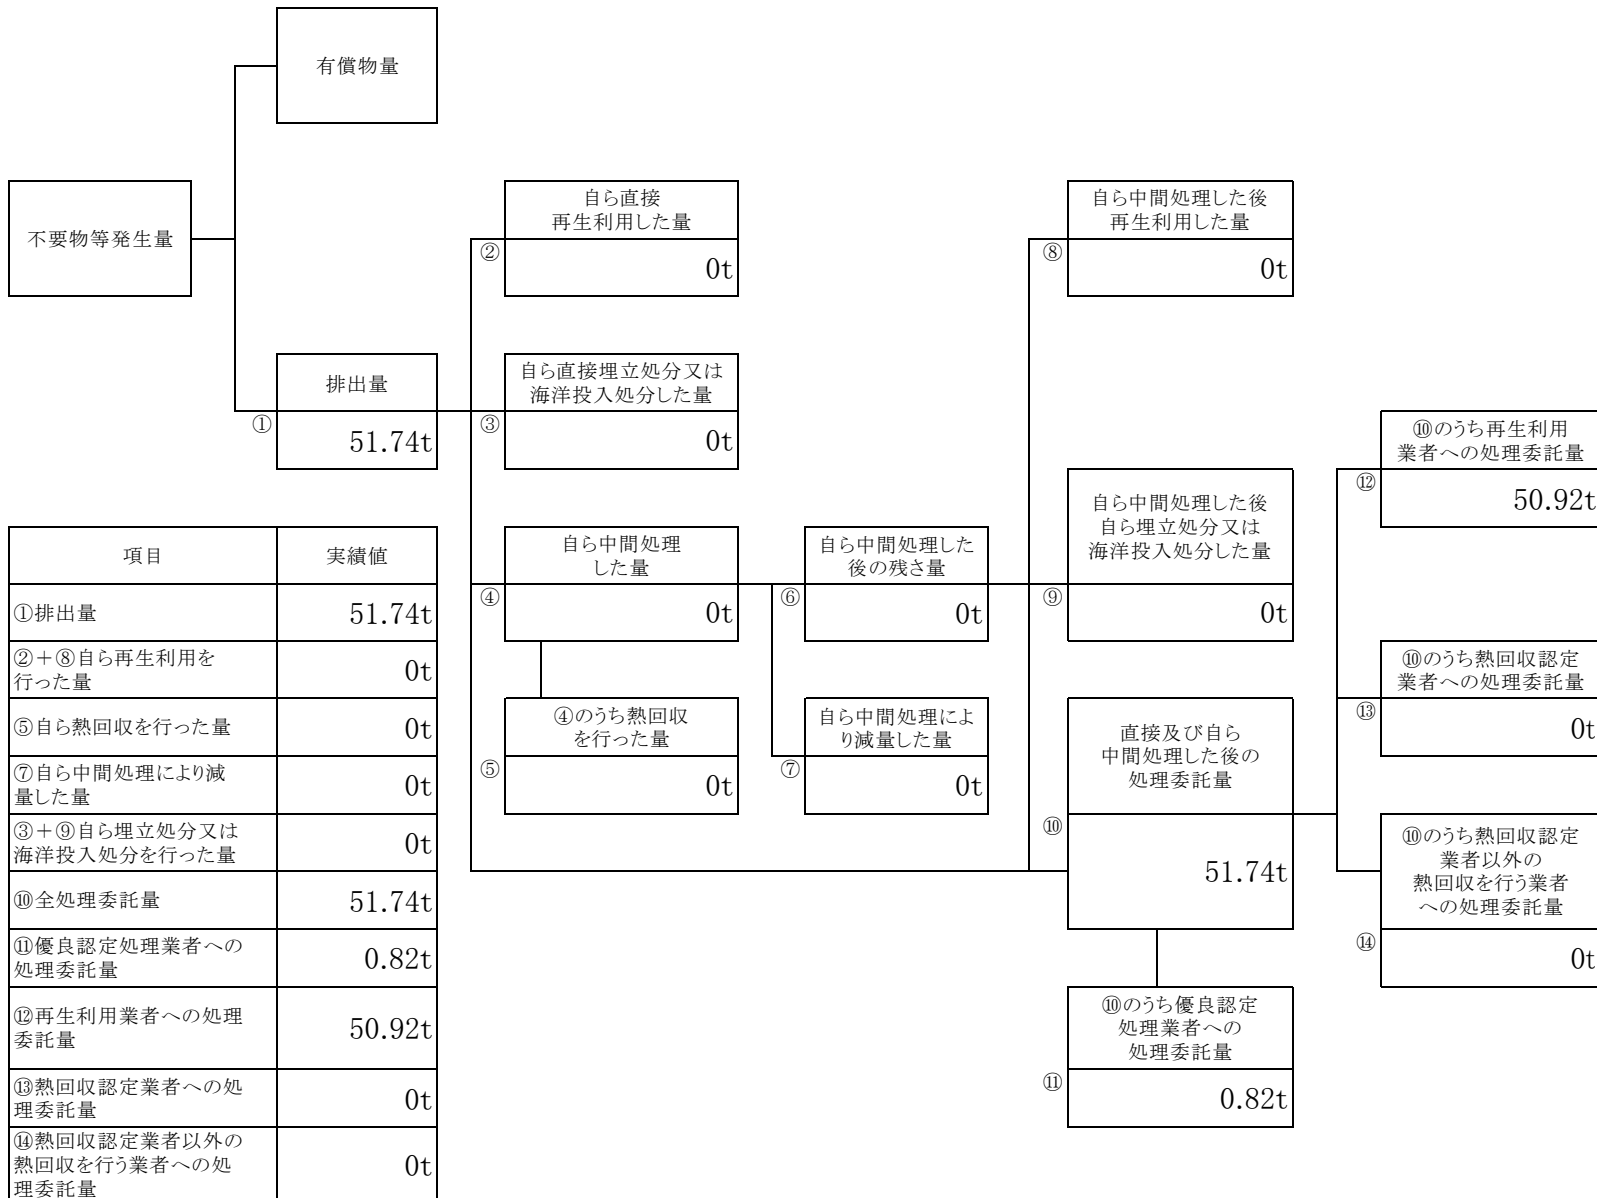 有償物量
不要物等発生量
自ら直接
再生利用した量
②
0t
自ら中間処理した後
再生利用した量
⑧
0t
排出量
①
51.74t
自ら直接埋立処分又は
海洋投入処分した量
③
0t
⑩のうち再生利用
業者への処理委託量
⑫
50.92t
自ら中間処理
した量
④
0t
自ら中間処理した
後の残さ量
⑥
0t
自ら中間処理した後
自ら埋立処分又は
海洋投入処分した量
⑨
0t
④のうち熱回収
を行った量
⑤
0t
自ら中間処理によ
り減量した量
⑦
0t
直接及び自ら
中間処理した後の
処理委託量
⑩
51.74t
⑩のうち熱回収認定
業者への処理委託量
⑬
0t
⑩のうち熱回収認定
業者以外の
熱回収を行う業者
への処理委託量
⑭
0t
⑩のうち優良認定
処理業者への
処理委託量
⑪
0.82t
項目 実績値
①排出量 51.74t
②＋⑧自ら再生利用を
行った量 0t
⑤自ら熱回収を行った量 0t
⑦自ら中間処理により減
量した量 0t
③＋⑨自ら埋立処分又は
海洋投入処分を行った量 0t
⑩全処理委託量 51.74t
⑪優良認定処理業者への
処理委託量 0.82t
⑫再生利用業者への処理
委託量 50.92t
⑬熱回収認定業者への処
理委託量 0t
⑭熱回収認定業者以外の
熱回収を行う業者への処 0t
理委託量